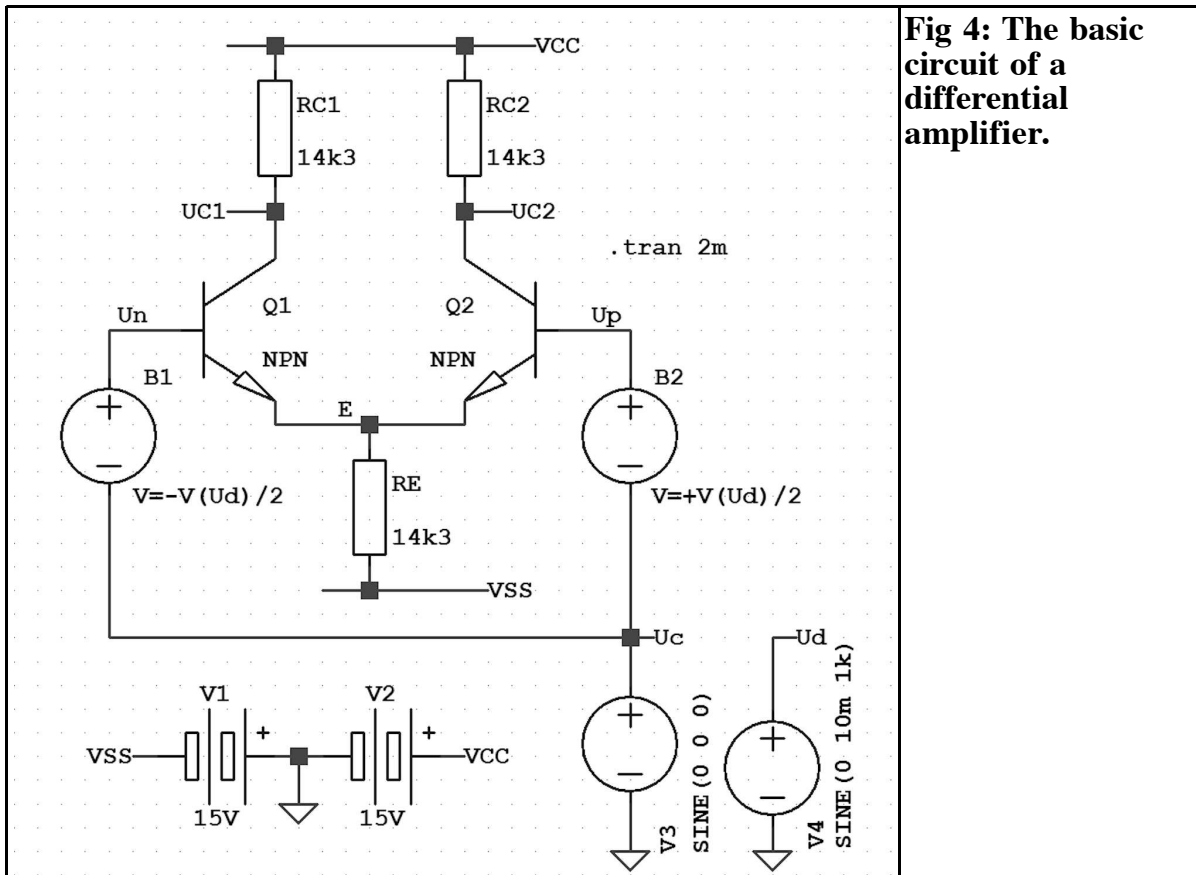 VCC
RC1
RC2
14k3
14k3
UC1
UC2
.tran 2m
Un
Q1
Q2
Up
B1
NPN
NPN
B2
E
V=-V(Ud)/2
RE
V=+V(Ud)/2
14k3
VSS
Uc
Ud
V1
V2
+
+
VSS
VCC
15V
15V
V3
SINE(0 0 0)
V4
SINE(0 10m 1k)
Fig 4: The basic
circuit of a
differential
amplifier.